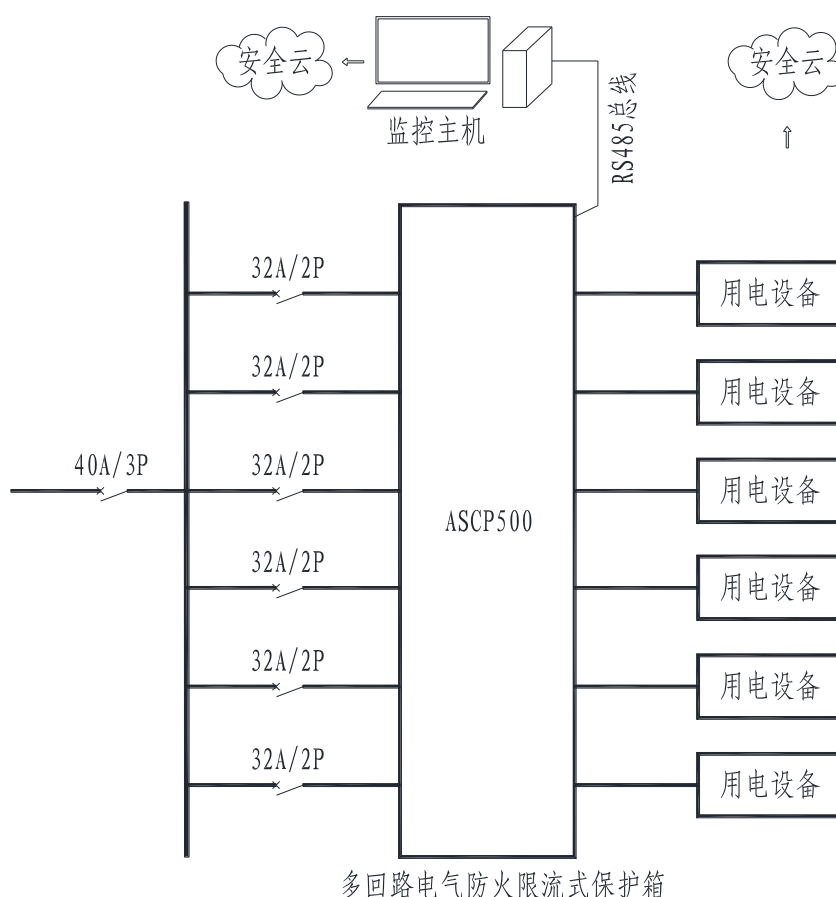 安全云
安全云
监控主机
RS485总线
32A/2P
用电设备
32A/2P
用电设备
40A/3P
32A/2P
用电设备
ASCP500
32A/2P
用电设备
32A/2P
用电设备
32A/2P
用电设备
多回路电气防火限流式保护箱